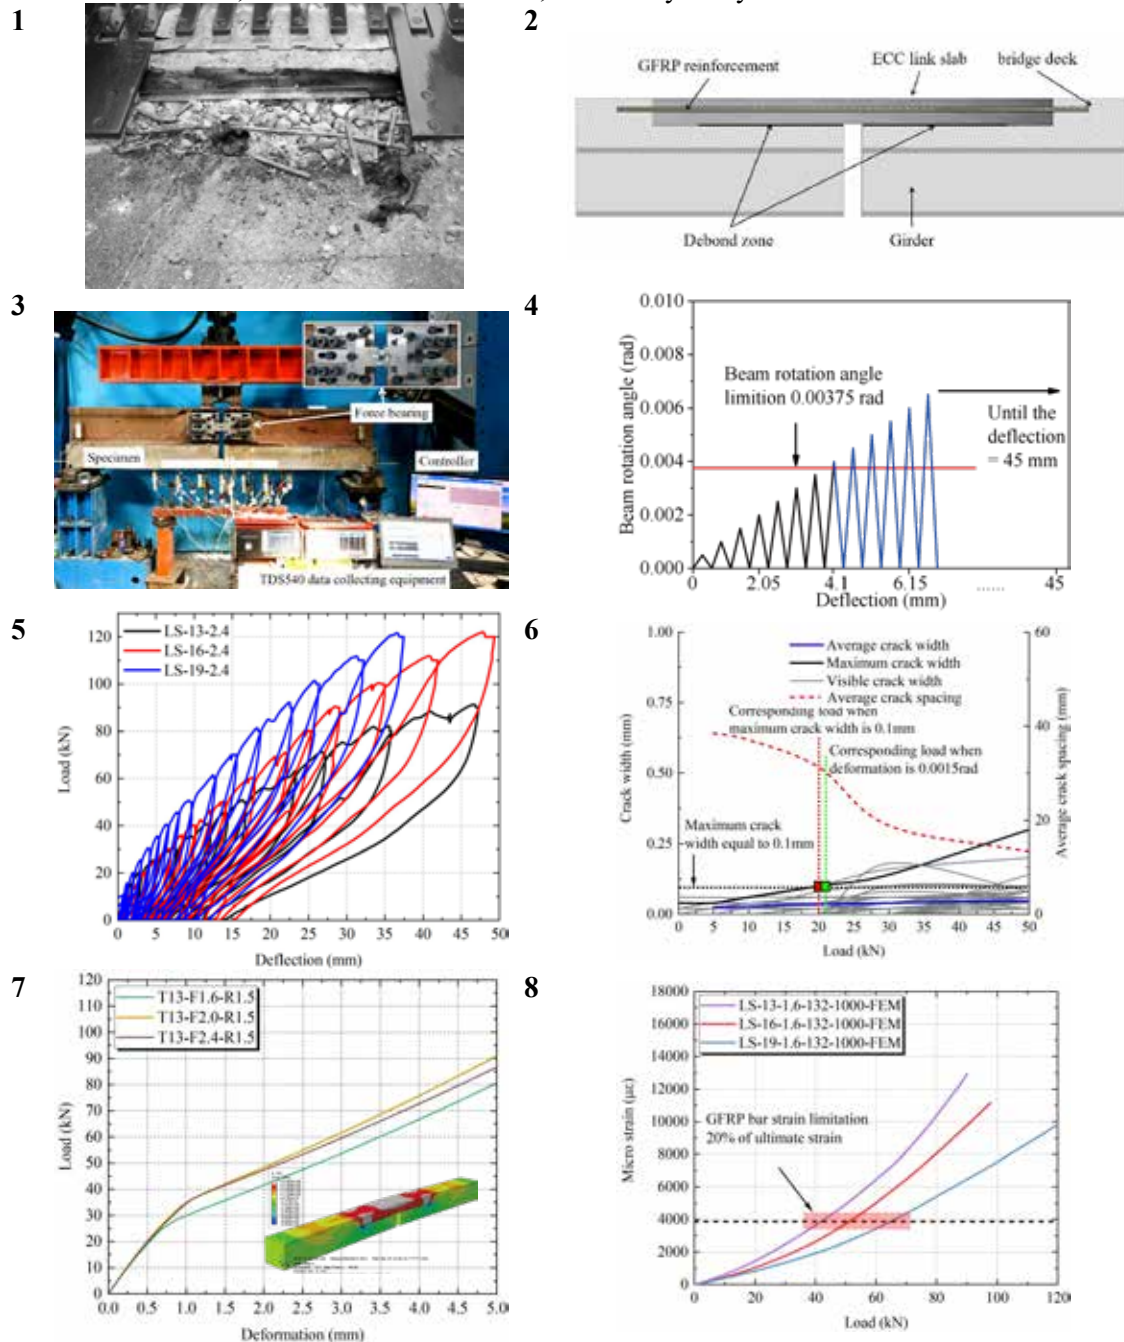 1
2
GFRP reinforcement
ECC link slab
bridge deck
Debond zone
Girder
3
Force bearing
Specimen
Controller
TDS540 data collecting equipment
4
Beam rotation angle (rad)
0.010
0.008
0.006
0.004
0.002
0.000
Beam rotation angle
limition 0.00375 rad
Until the
deflection
= 45 mm
0
2.05
4.1
6.15
......
45
Deflection (mm)
5
Load (kN)
120
100
80
60
40
20
0
LS-13-2.4
LS-16-2.4
LS-19-2.4
0 5 10 15 20 25 30 35 40 45 50
Deflection (mm)
6
Crack width (mm)
1.00
0.75
0.50
0.25
0.00
Average crack width
Maximum crack width
Visible crack width
Average crack spacing
Corresponding load when
maximum crack width is 0.1mm
Corresponding load when
deformation is 0.0015rad
Maximum crack
width equal to 0.1mm
60
40
20
0
Average crack spacing (mm)
0 5 10 15 20 25 30 35 40 45 50
Load (kN)
7
Load (kN)
120
110
100
90
80
70
60
50
40
30
20
10
0
T13-F1.6-R1.5
T13-F2.0-R1.5
T13-F2.4-R1.5
0.0 0.5 1.0 1.5 2.0 2.5 3.0 3.5 4.0 4.5 5.0
Deformation (mm)
8
Micro strain (με)
18000
16000
14000
12000
10000
8000
6000
4000
2000
0
LS-13-1.6-132-1000-FEM
LS-16-1.6-132-1000-FEM
LS-19-1.6-132-1000-FEM
GFRP bar strain limitation
20% of ultimate strain
0 20 40 60 80 100 120
Load (kN)